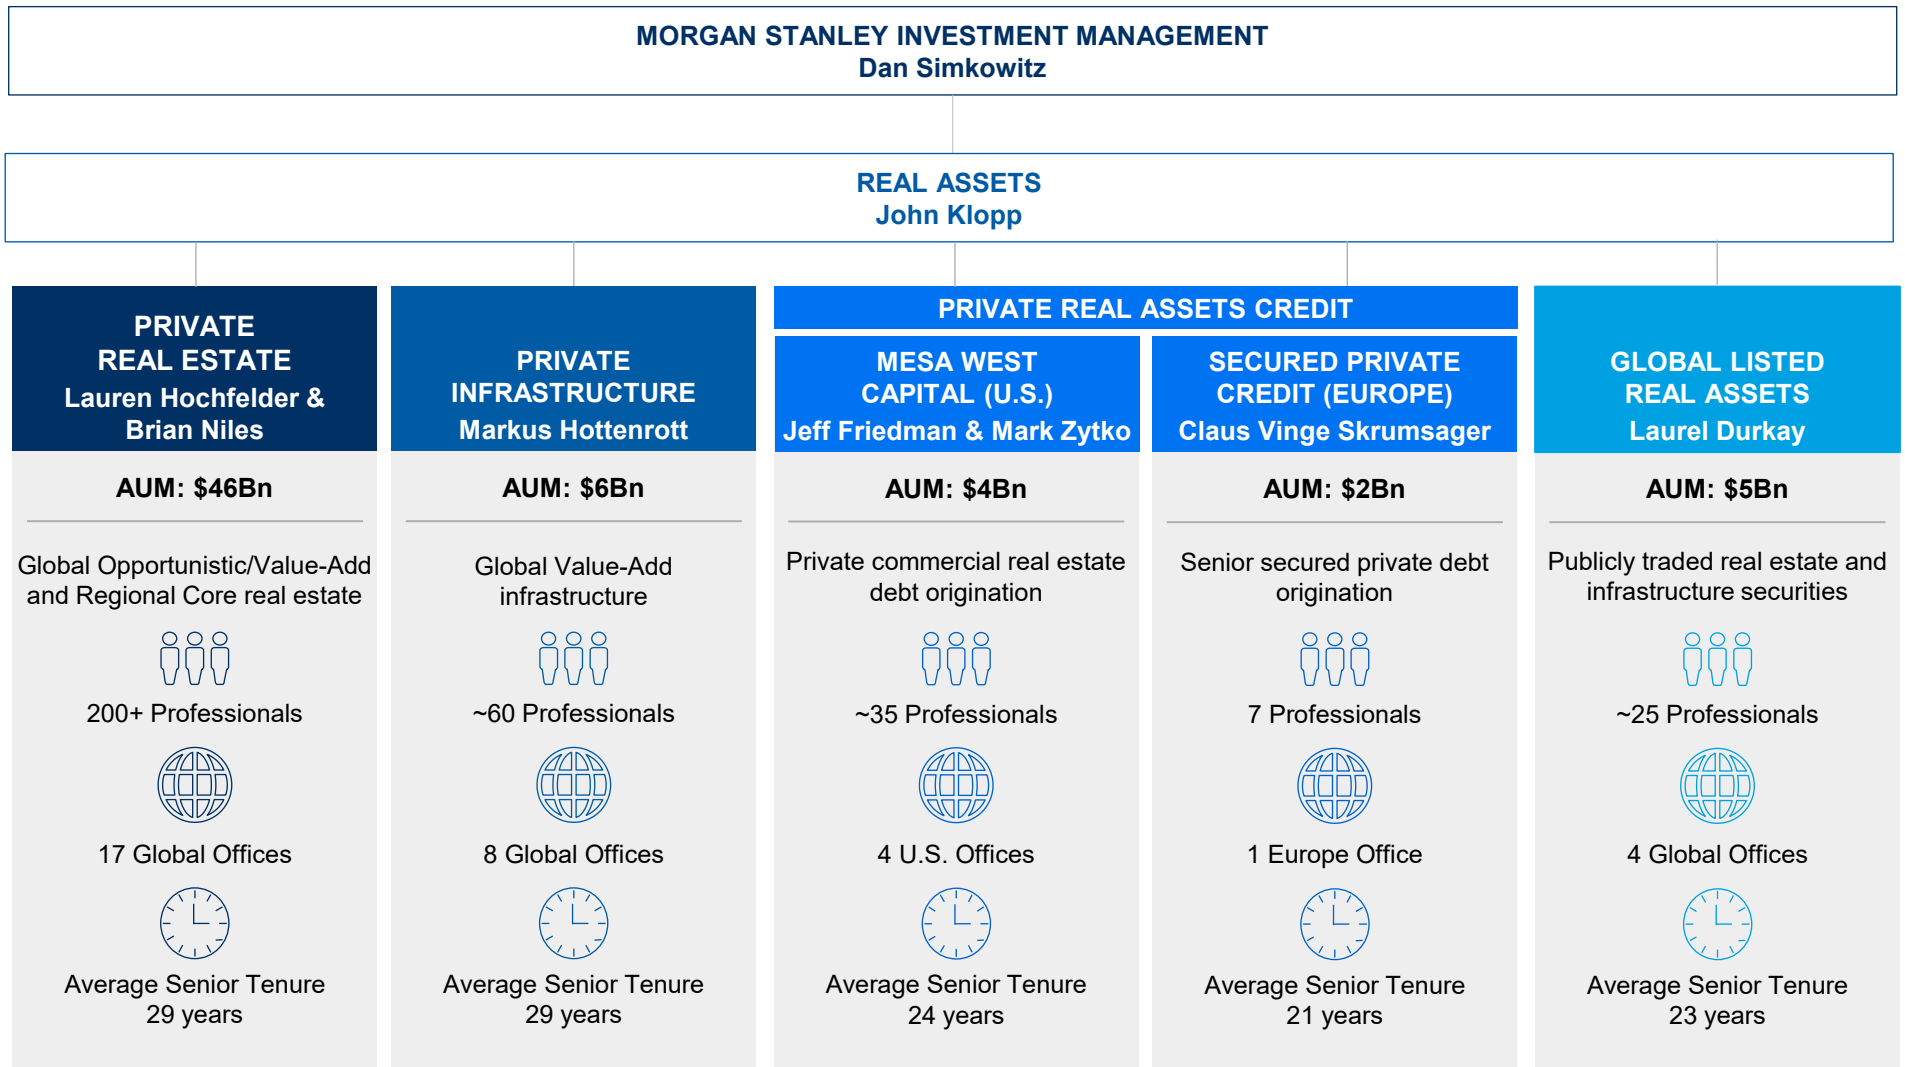 MORGAN STANLEY INVESTMENT MANAGEMENT
Dan Simkowitz
REAL ASSETS
John Klopp
PRIVATE
REAL ESTATE
Lauren Hochfelder &
Brian Niles
AUM: $46Bn
Global Opportunistic/Value-Add
and Regional Core real estate
200+ Professionals
17 Global Offices
Average Senior Tenure
29 years
PRIVATE
INFRASTRUCTURE
Markus Hottenrott
AUM: $6Bn
Global Value-Add
infrastructure
~60 Professionals
8 Global Offices
Average Senior Tenure
29 years
PRIVATE REAL ASSETS CREDIT
MESA WEST
CAPITAL (U.S.)
Jeff Friedman & Mark Zytko
AUM: $4Bn
Private commercial real estate
debt origination
~35 Professionals
4 U.S. Offices
Average Senior Tenure
24 years
SECURED PRIVATE
CREDIT (EUROPE)
Claus Vinge Skrumsager
AUM: $2Bn
Senior secured private debt
origination
7 Professionals
1 Europe Office
Average Senior Tenure
21 years
GLOBAL LISTED
REAL ASSETS
Laurel Durkay
AUM: $5Bn
Publicly traded real estate and
infrastructure securities
~25 Professionals
4 Global Offices
Average Senior Tenure
23 years